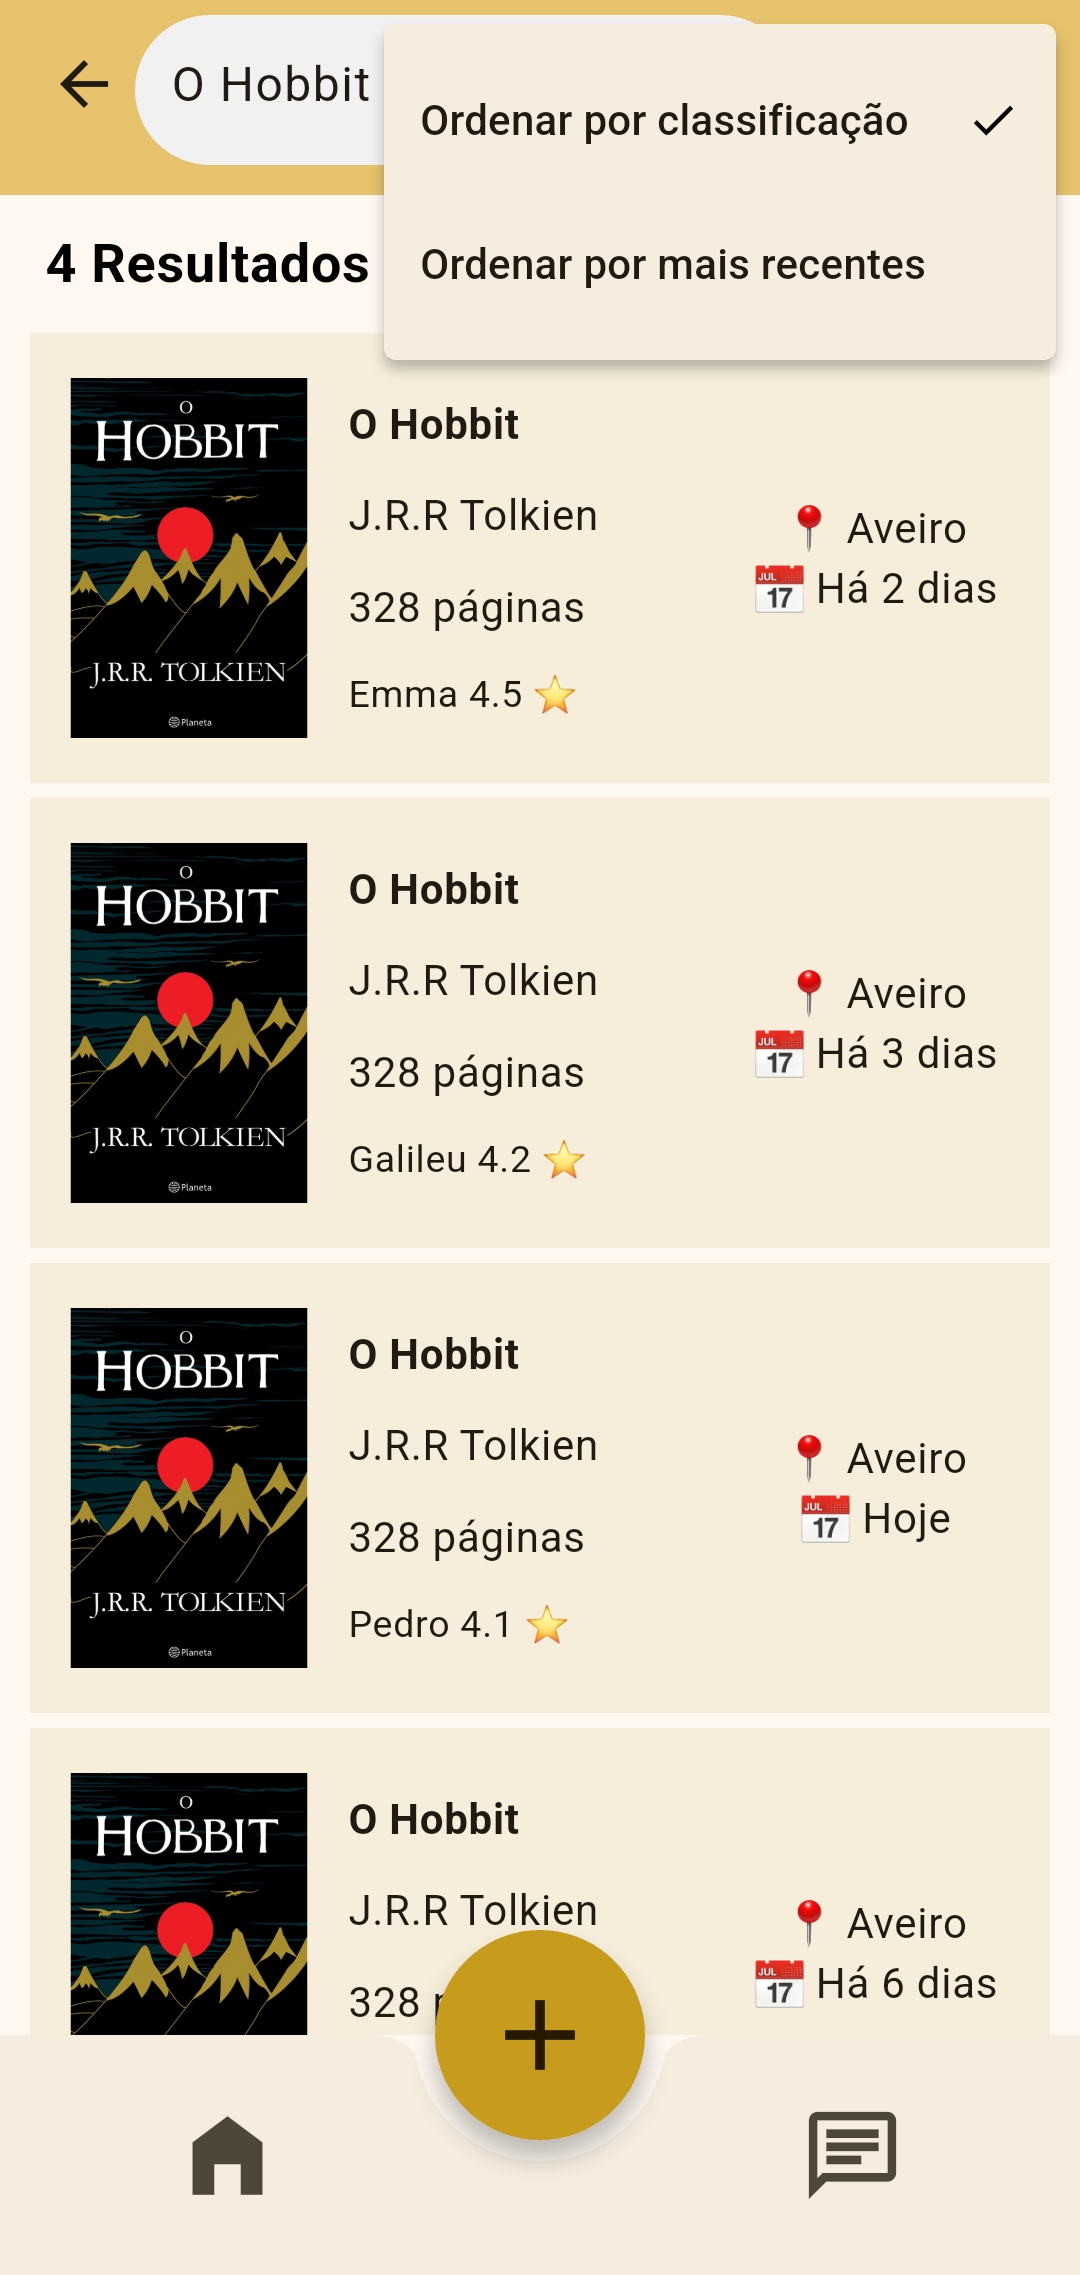 O Hobbit
Ordenar por classificação
Ordenar por mais recentes
4 Resultados
O
HOBBIT
J.R.R. TOLKIEN
Planeta
O Hobbit
J.R.R Tolkien
328 páginas
Emma 4.5
Aveiro
JUL 17 Há 2 dias
O
HOBBIT
J.R.R. TOLKIEN
Planeta
O Hobbit
J.R.R Tolkien
328 páginas
Galileu 4.2
Aveiro
JUL 17 Há 3 dias
O
HOBBIT
J.R.R. TOLKIEN
Planeta
O Hobbit
J.R.R Tolkien
328 páginas
Pedro 4.1
Aveiro
JUL 17 Hoje
O
HOBBIT
O Hobbit
J.R.R Tolkien
328
Aveiro
JUL 17 Há 6 dias